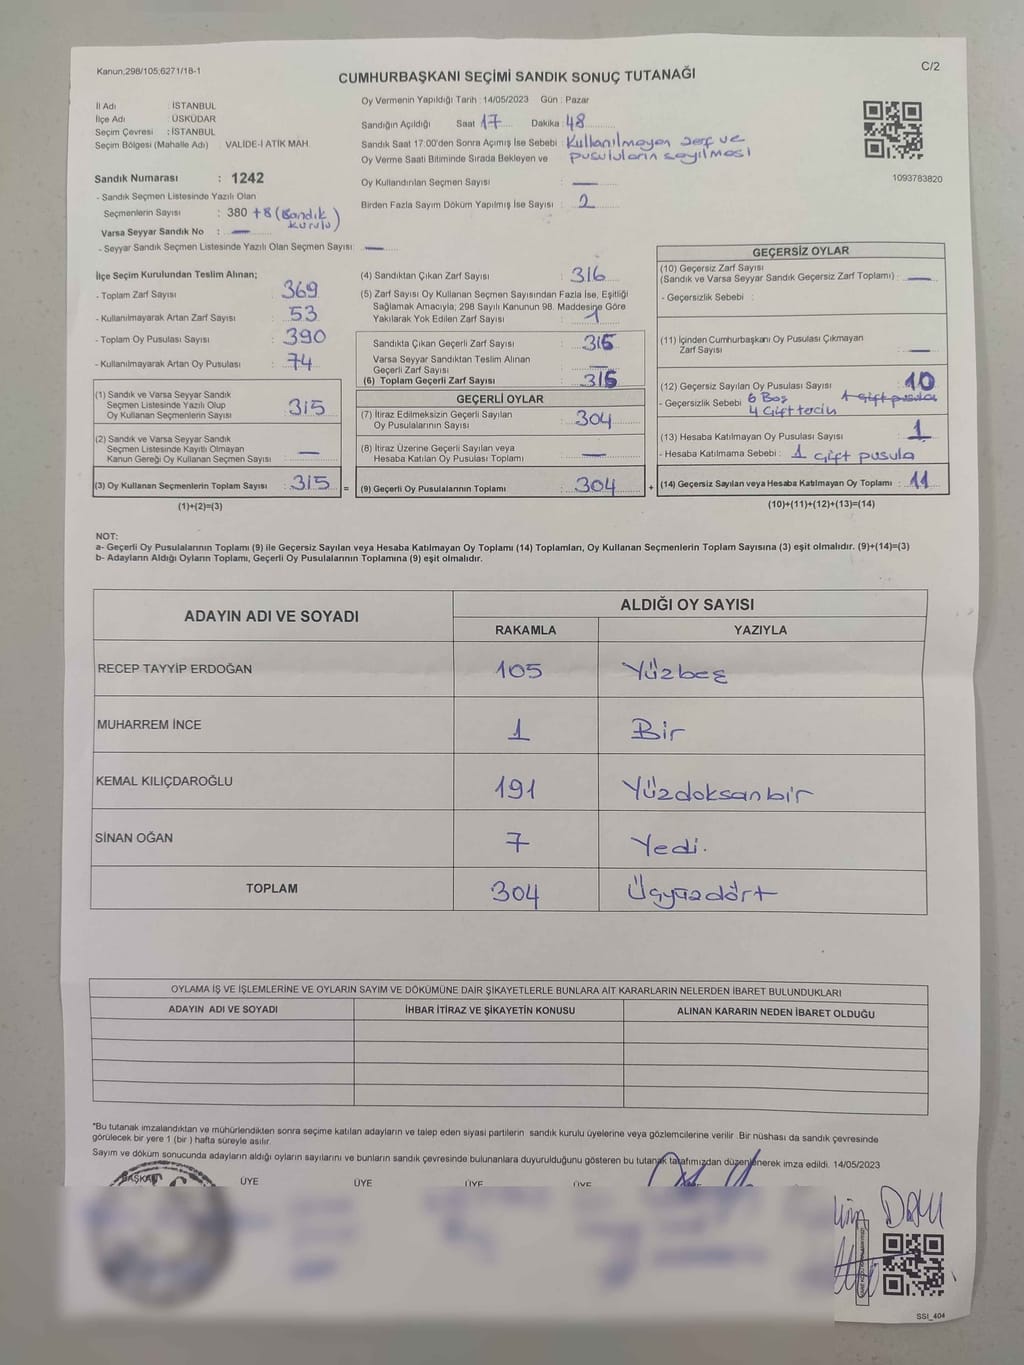 Kanun;298/105;6271/18-1
C/2
CUMHURBAŞKANI SEÇİMİ SANDIK SONUÇ TUTANAĞI
İl Adı : İSTANBUL
İlçe Adı : ÜSKÜDAR
Seçim Çevresi : İSTANBUL
Seçim Bölgesi (Mahalle Adı) : VALİDE-İ ATİK MAH.
Sandık Numarası : 1242
- Sandık Seçmen Listesinde Yazılı Olan
Seçmenlerin Sayısı : 380 +8 (Sandık kurulu)
Varsa Seyyar Sandık No : —
- Seyyar Sandık Seçmen Listesinde Yazılı Olan Seçmen Sayısı: —
Oy Vermenin Yapıldığı Tarih : 14/05/2023 Gün : Pazar
Sandığın Açıldığı Saat 17 Dakika : 48
Sandık Saat 17:00'den Sonra Açımış İse Sebebi : Kullanılmayan zarf ve
Oy Verme Saati Bitiminde Sırada Bekleyen ve pusulların sayılması
Oy Kullandırılan Seçmen Sayısı : —
Birden Fazla Sayım Döküm Yapılmış İse Sayısı : 2
1093783820
İlçe Seçim Kurulundan Teslim Alınan;
- Toplam Zarf Sayısı : 369
- Kullanılmayarak Artan Zarf Sayısı : 53
- Toplam Oy Pusulası Sayısı : 390
- Kullanılmayarak Artan Oy Pusulası : 74
(1) Sandık ve Varsa Seyyar Sandık
Seçmen Listesinde Yazılı Olup
Oy Kullanan Seçmenlerin Sayısı : 315
(2) Sandık ve Varsa Seyyar Sandık
Seçmen Listesinde Kayıtlı Olmayan
Kanun Gereği Oy Kullanan Seçmen Sayısı : —
(3) Oy Kullanan Seçmenlerin Toplam Sayısı : 315 =
(1)+(2)=(3)
(4) Sandıktan Çıkan Zarf Sayısı : 316
(5) Zarf Sayısı Oy Kullanan Seçmen Sayısından Fazla İse, Eşitliği
Sağlamak Amacıyla; 298 Sayılı Kanunun 98. Maddesine Göre
Yakılarak Yok Edilen Zarf Sayısı : 1
Sandıkta Çıkan Geçerli Zarf Sayısı : 315
Varsa Seyyar Sandıktan Teslim Alınan
Geçerli Zarf Sayısı : —
(6) Toplam Geçerli Zarf Sayısı : 315
GEÇERLİ OYLAR
(7) İtiraz Edilmeksizin Geçerli Sayılan
Oy Pusulalarının Sayısı : 304
(8) İtiraz Üzerine Geçerli Sayılan veya
Hesaba Katılan Oy Pusulası Toplamı : —
(9) Geçerli Oy Pusulalarının Toplamı : 304 +
GEÇERSİZ OYLAR
(10) Geçersiz Zarf Sayısı
(Sandık ve Varsa Seyyar Sandık Geçersiz Zarf Toplamı) : —
- Geçersizlik Sebebi :
(11) İçinden Cumhurbaşkanı Oy Pusulası Çıkmayan
Zarf Sayısı : —
(12) Geçersiz Sayılan Oy Pusulası Sayısı : 10
- Geçersizlik Sebebi : 6 Boş 1 çift pusula
4 Çift tercih
(13) Hesaba Katılmayan Oy Pusulası Sayısı : 1
- Hesaba Katılmama Sebebi : 1 çift pusula
(14) Geçersiz Sayılan veya Hesaba Katılmayan Oy Toplamı : 11
(10)+(11)+(12)+(13)=(14)
NOT:
a- Geçerli Oy Pusulalarının Toplamı (9) ile Geçersiz Sayılan veya Hesaba Katılmayan Oy Toplamı (14) Toplamları, Oy Kullanan Seçmenlerin Toplam Sayısına (3) eşit olmalıdır. (9)+(14)=(3)
b- Adayların Aldığı Oyların Toplamı, Geçerli Oy Pusulalarının Toplamına (9) eşit olmalıdır.
ADAYIN ADI VE SOYADI
ALDIĞI OY SAYISI
RAKAMLA YAZIYLA
RECEP TAYYİP ERDOĞAN 105 Yüzbeş
MUHARREM İNCE 1 Bir
KEMAL KILIÇDAROĞLU 191 Yüzdoksanbir
SİNAN OĞAN 7 Yedi.
TOPLAM 304 Üçyüzdört
OYLAMA İŞ VE İŞLEMLERİNE VE OYLARIN SAYIM VE DÖKÜMÜNE DAİR ŞİKAYETLERLE BUNLARA AİT KARARLARIN NELERDEN İBARET BULUNDUKLARI
ADAYIN ADI VE SOYADI İHBAR İTİRAZ VE ŞİKAYETİN KONUSU ALINAN KARARIN NEDEN İBARET OLDUĞU
"Bu tutanak imzalandıktan ve mühürlendikten sonra seçime katılan adayların ve talep eden siyasi partilerin sandık kurulu üyelerine veya gözlemcilerine verilir. Bir nüshası da sandık çevresinde
görülecek bir yere 1 (bir) hafta süreyle asılır.
Sayım ve döküm sonucunda adayların aldığı oyların sayılarını ve bunların sandık çevresinde bulunanlara duyurulduğunu gösteren bu tutanak tarafımızdan düzenlenerek imza edildi. 14/05/2023
BAŞKAN ÜYE ÜYE ÜYE ÜYE
SSİ_404